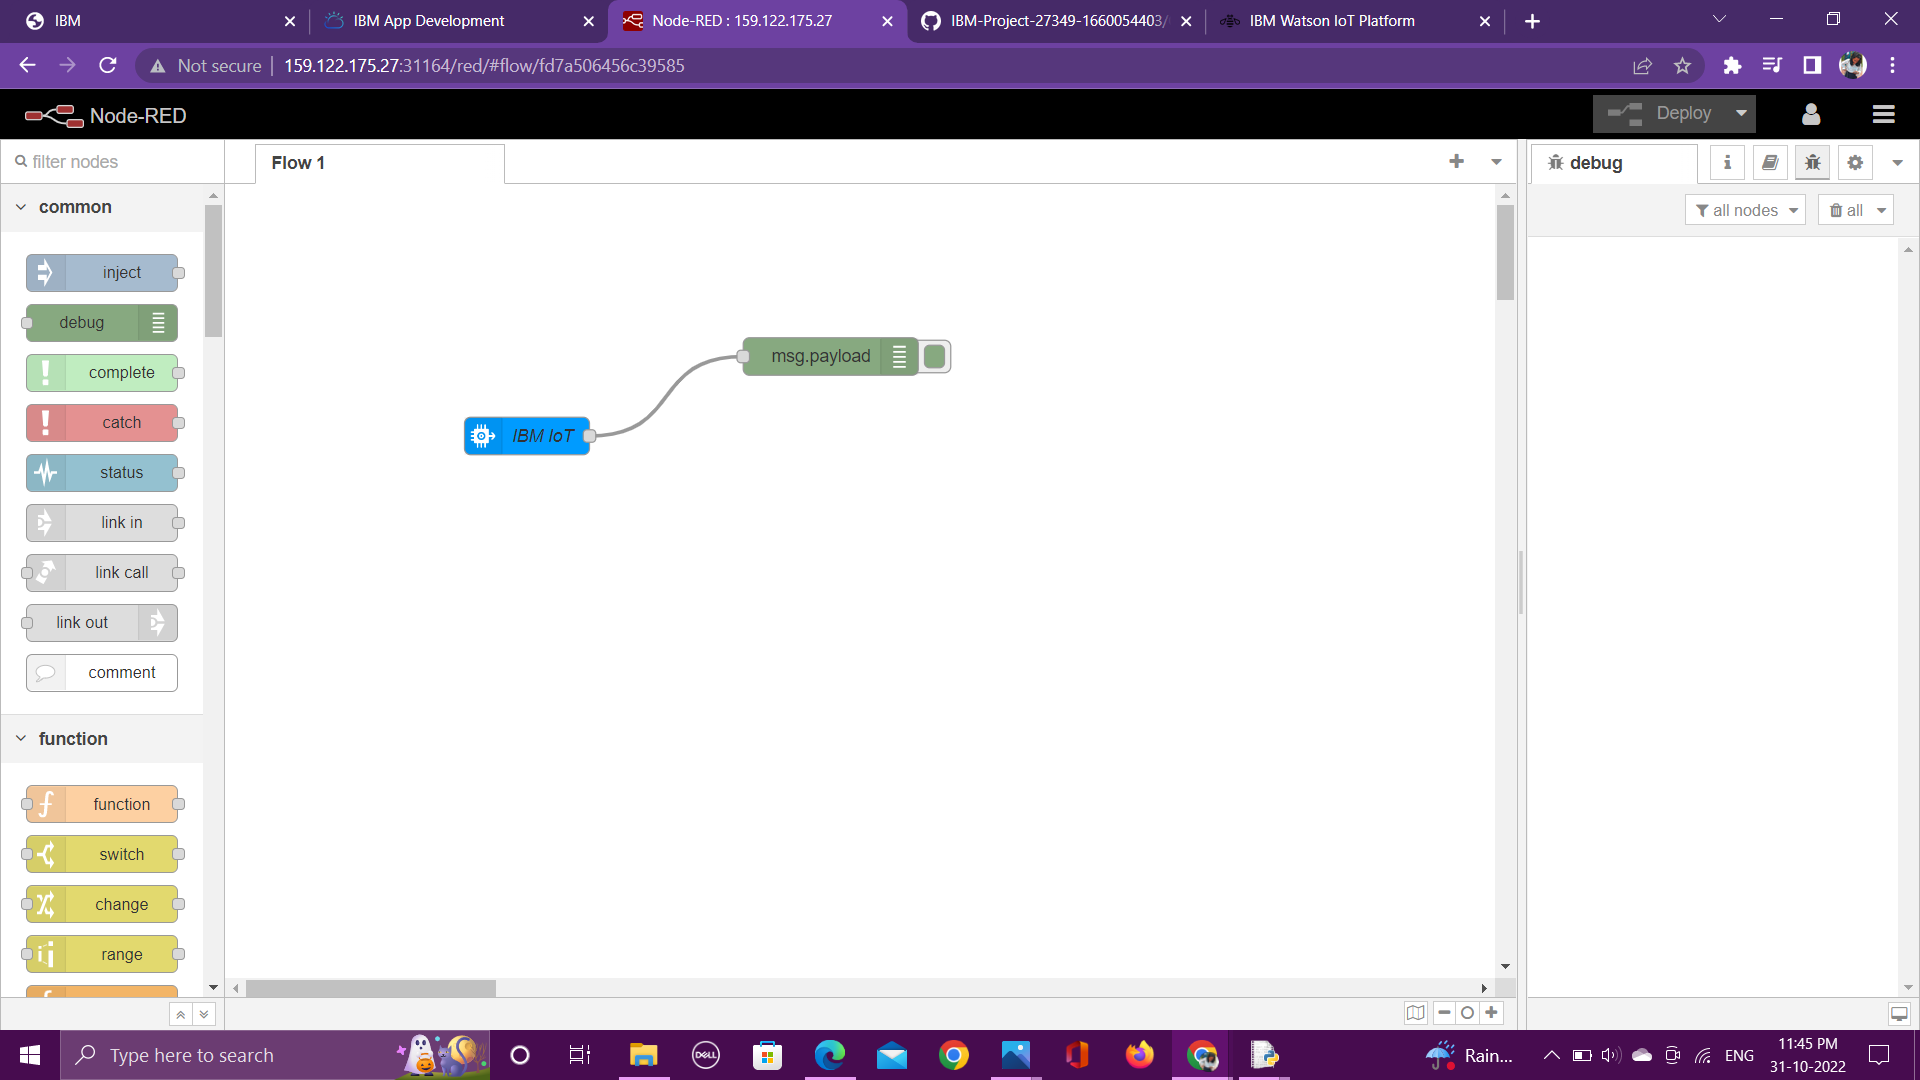 IBM
IBM App Development
Node-RED : 159.122.175.27
IBM-Project-27349-1660054403/
IBM Watson IoT Platform
Not secure
159.122.175.27:31164/red/#flow/fd7a506456c39585
Node-RED
Deploy
filter nodes
Flow 1
debug
common
all nodes
all
inject
debug
complete
catch
status
link in
link call
link out
comment
function
function
switch
change
range
msg.payload
IBM IoT
Type here to search
DELL
Rain...
ENG
11:45 PM
31-10-2022